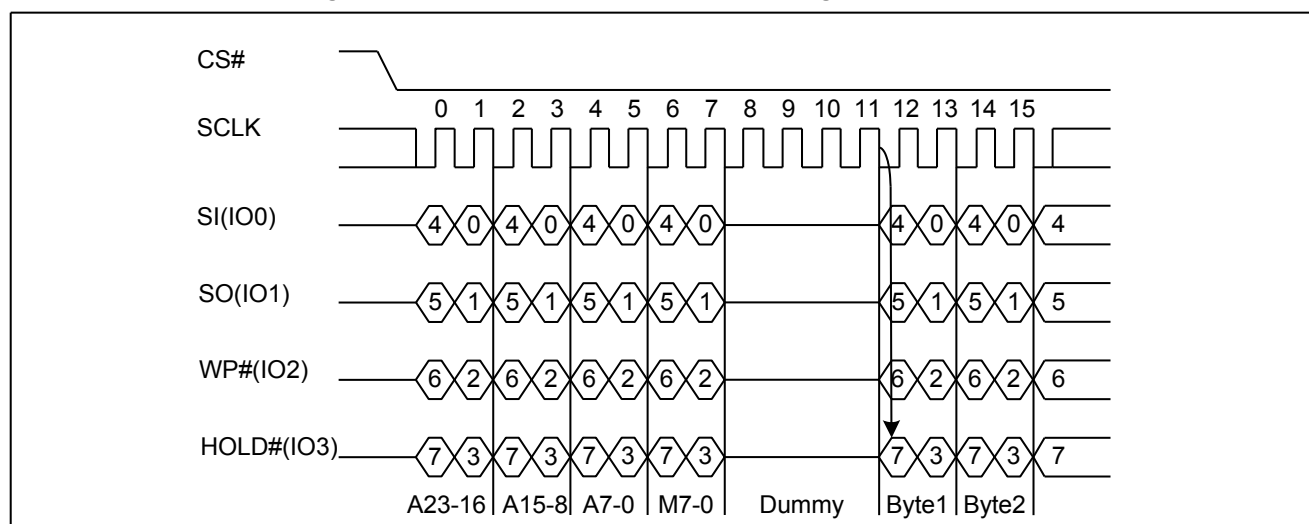 CS#
0 1 2 3 4 5 6 7 8 9 10 11 12 13 14 15
SCLK
SI(IO0) 4 0 4 0 4 0 4 0 4 0 4 0 4
SO(IO1) 5 1 5 1 5 1 5 1 5 1 5 1 5
WP#(IO2) 6 2 6 2 6 2 6 2 6 2 6 2 6
HOLD#(IO3) 7 3 7 3 7 3 7 3 7 3 7 3 7
A23-16 A15-8 A7-0 M7-0 Dummy Byte1 Byte2